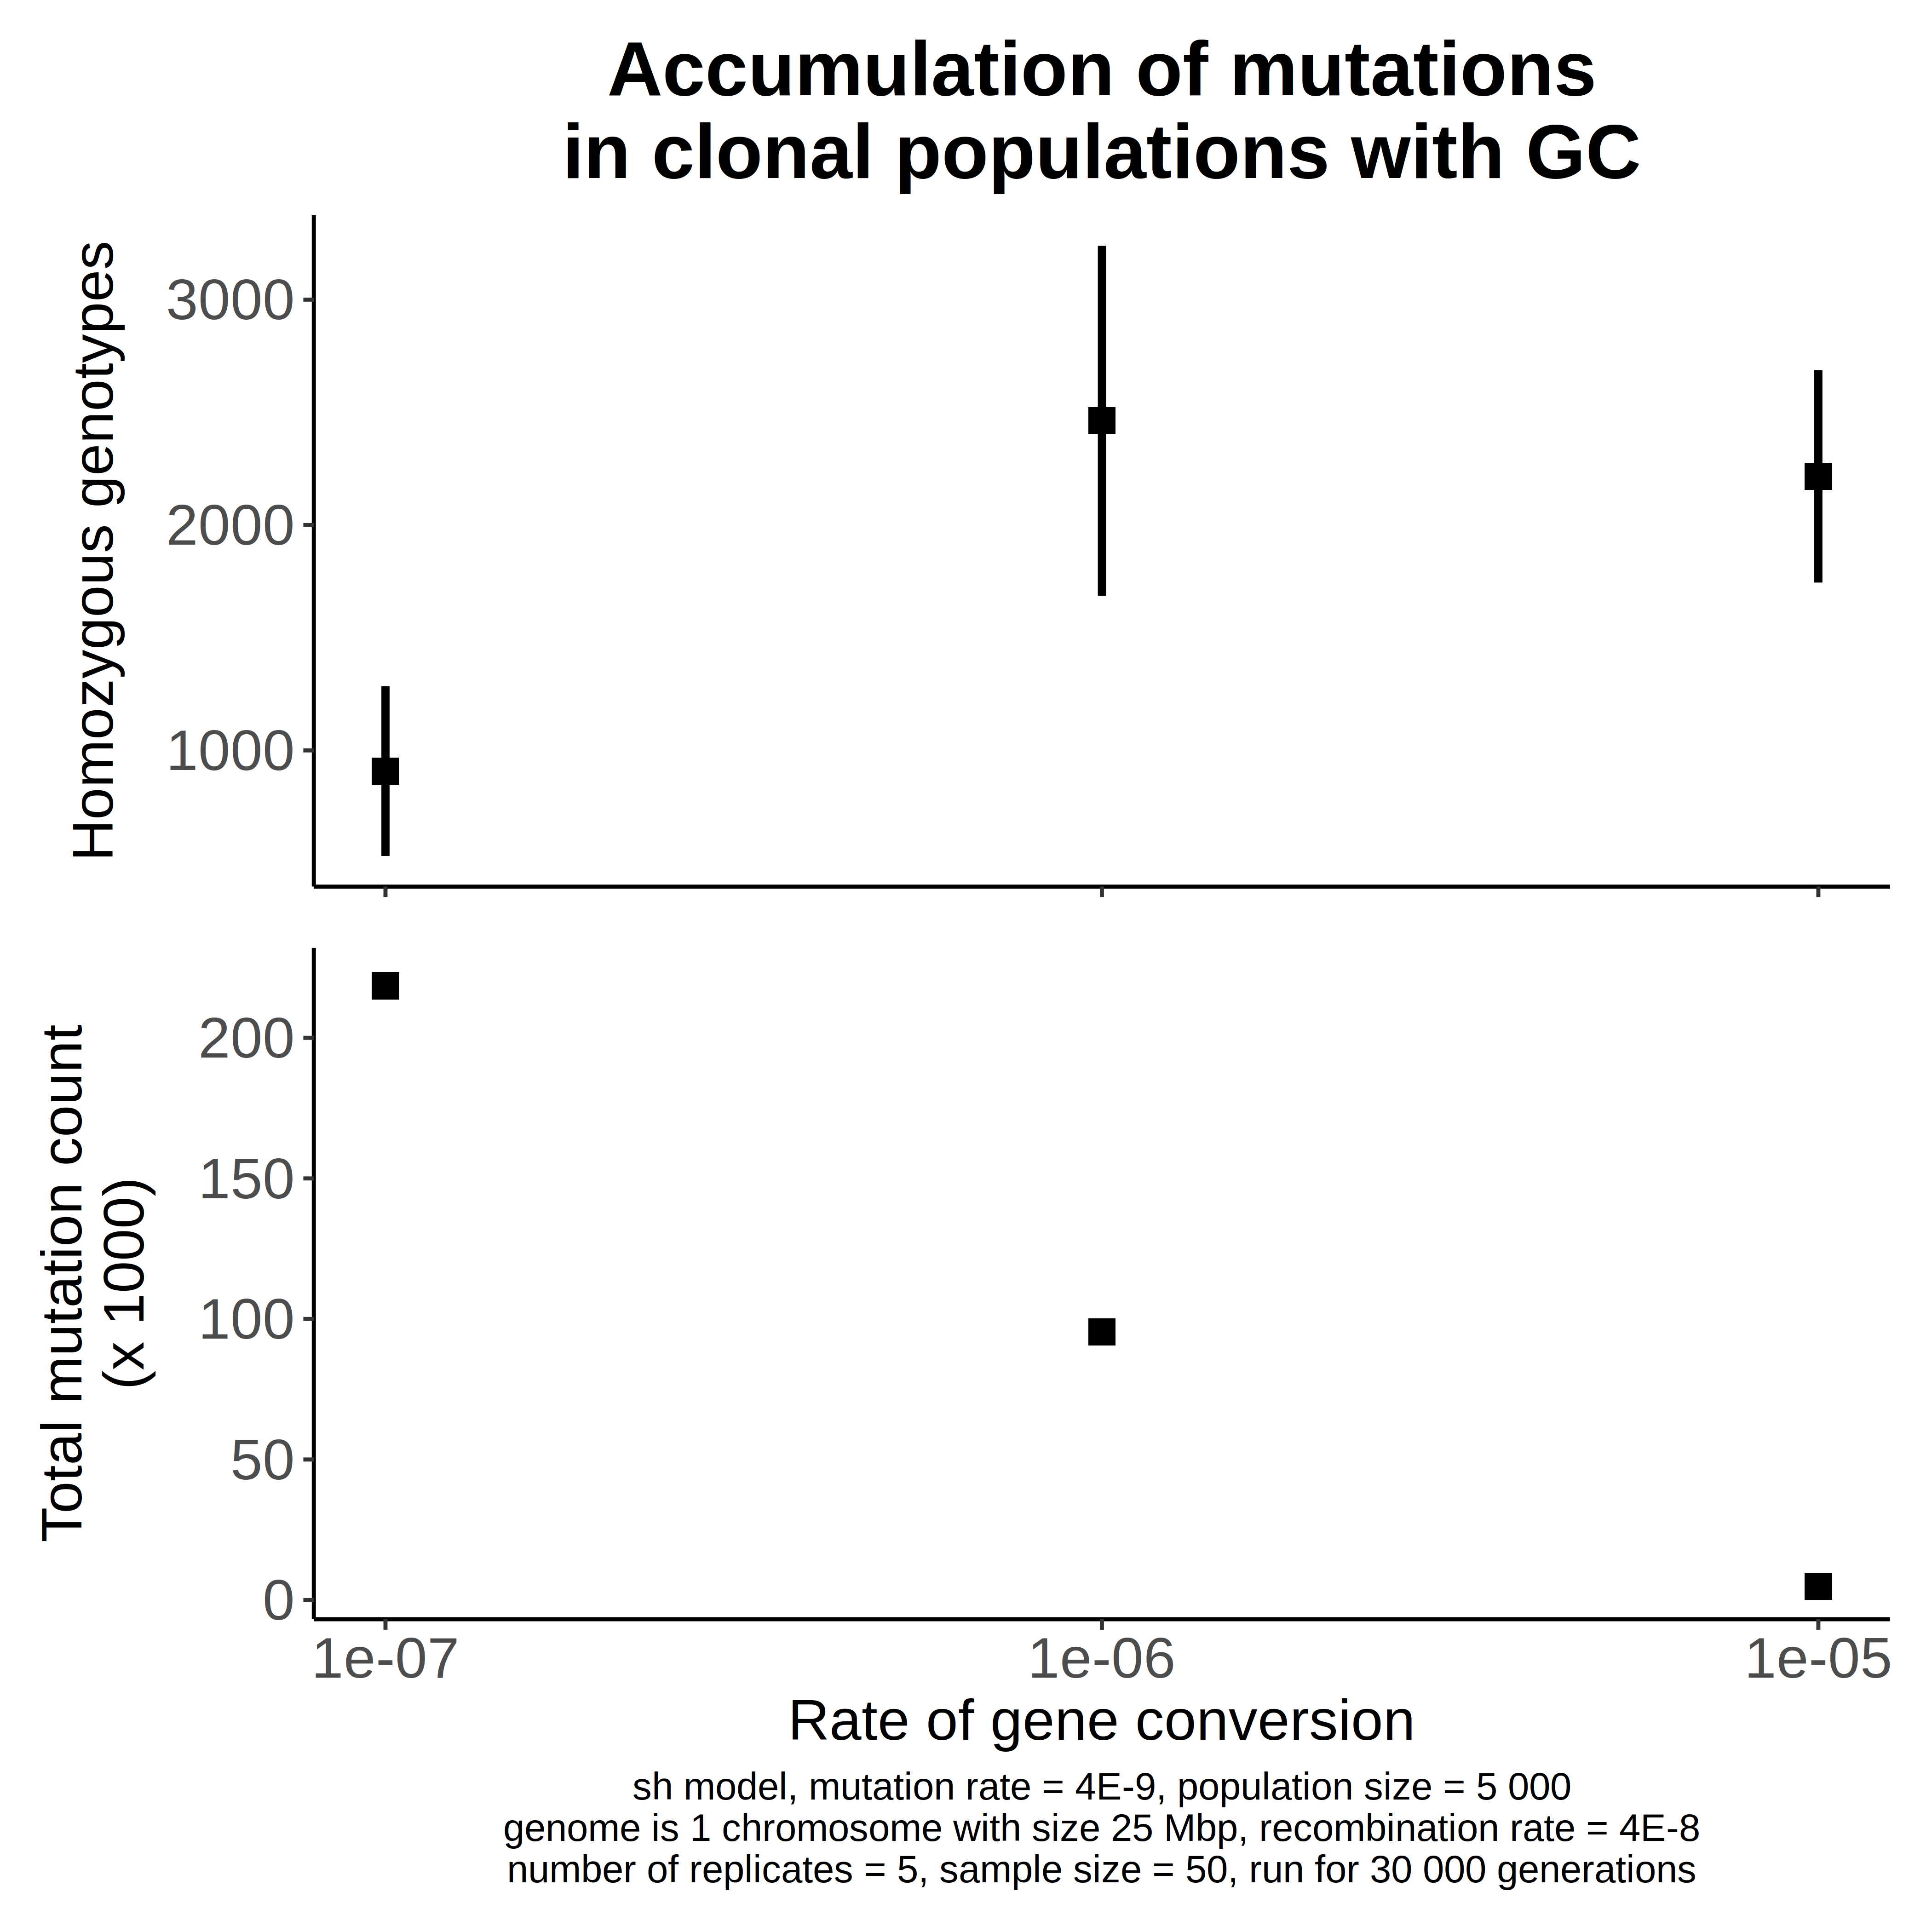 Accumulation of mutations
in clonal populations with GC
Homozygous genotypes
3000
2000
1000
Total mutation count
(x 1000)
200
150
100
50
0
1e-07
1e-06
1e-05
Rate of gene conversion
sh model, mutation rate = 4E-9, population size = 5 000
genome is 1 chromosome with size 25 Mbp, recombination rate = 4E-8
number of replicates = 5, sample size = 50, run for 30 000 generations